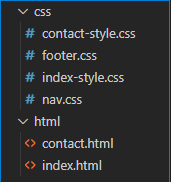 css
# contact-style.css
# footer.css
# index-style.css
# nav.css
html
<> contact.html
<> index.html